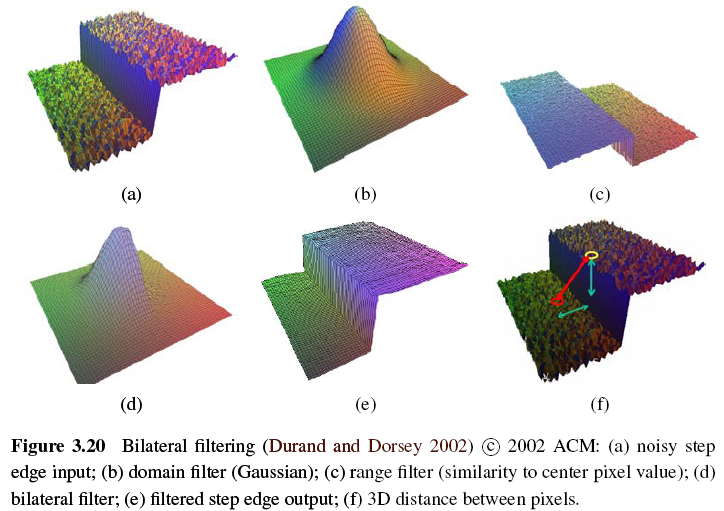 (a)
(b)
(c)
(d)
(e)
(f)
Figure 3.20 Bilateral filtering (Durand and Dorsey 2002) © 2002 ACM: (a) noisy step
edge input; (b) domain filter (Gaussian); (c) range filter (similarity to center pixel value); (d)
bilateral filter; (e) filtered step edge output; (f) 3D distance between pixels.